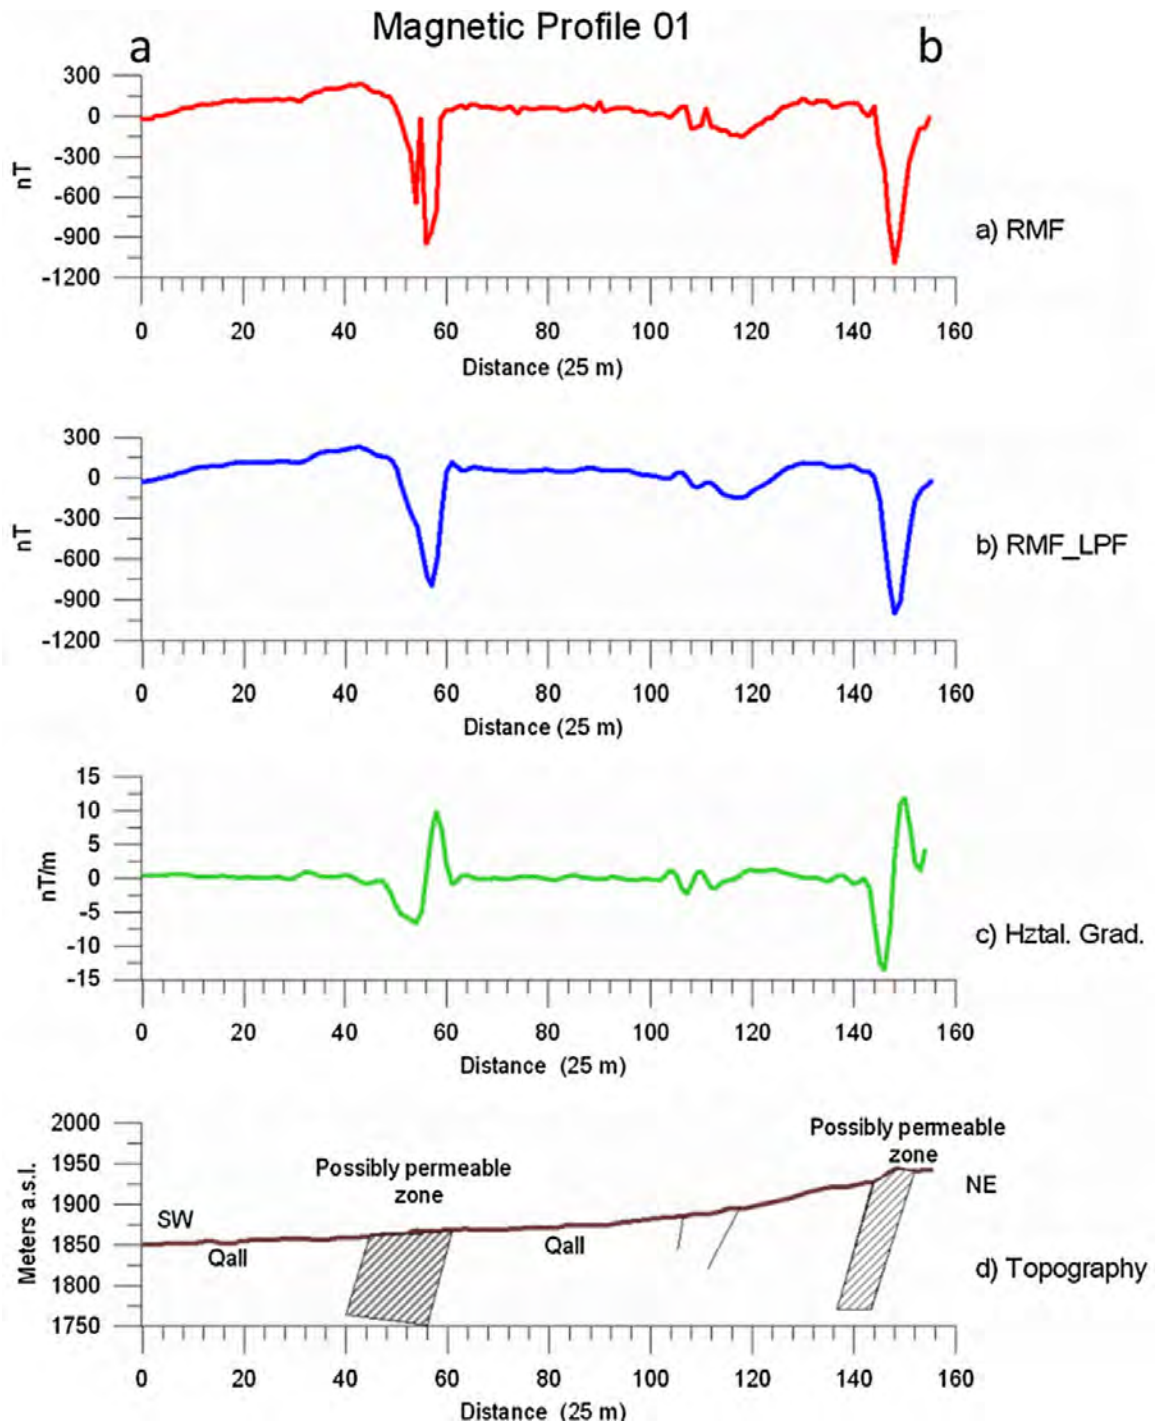 Magnetic Profile 01
a
b
300
0
-300
-600
-900
-1200
nT
a) RMF
0 20 40 60 80 100 120 140 160
Distance (25 m)
300
0
-300
-600
-900
-1200
nT
b) RMF_LPF
0 20 40 60 80 100 120 140 160
Distance (25 m)
15
10
5
0
-5
-10
-15
nT/m
c) Hztal. Grad.
0 20 40 60 80 100 120 140 160
Distance (25 m)
2000
1950
1900
1850
1800
1750
Meters a.s.l.
Possibly permeable
zone
Possibly permeable
zone
SW
NE
Qall
Qall
d) Topography
0 20 40 60 80 100 120 140 160
Distance (25 m)